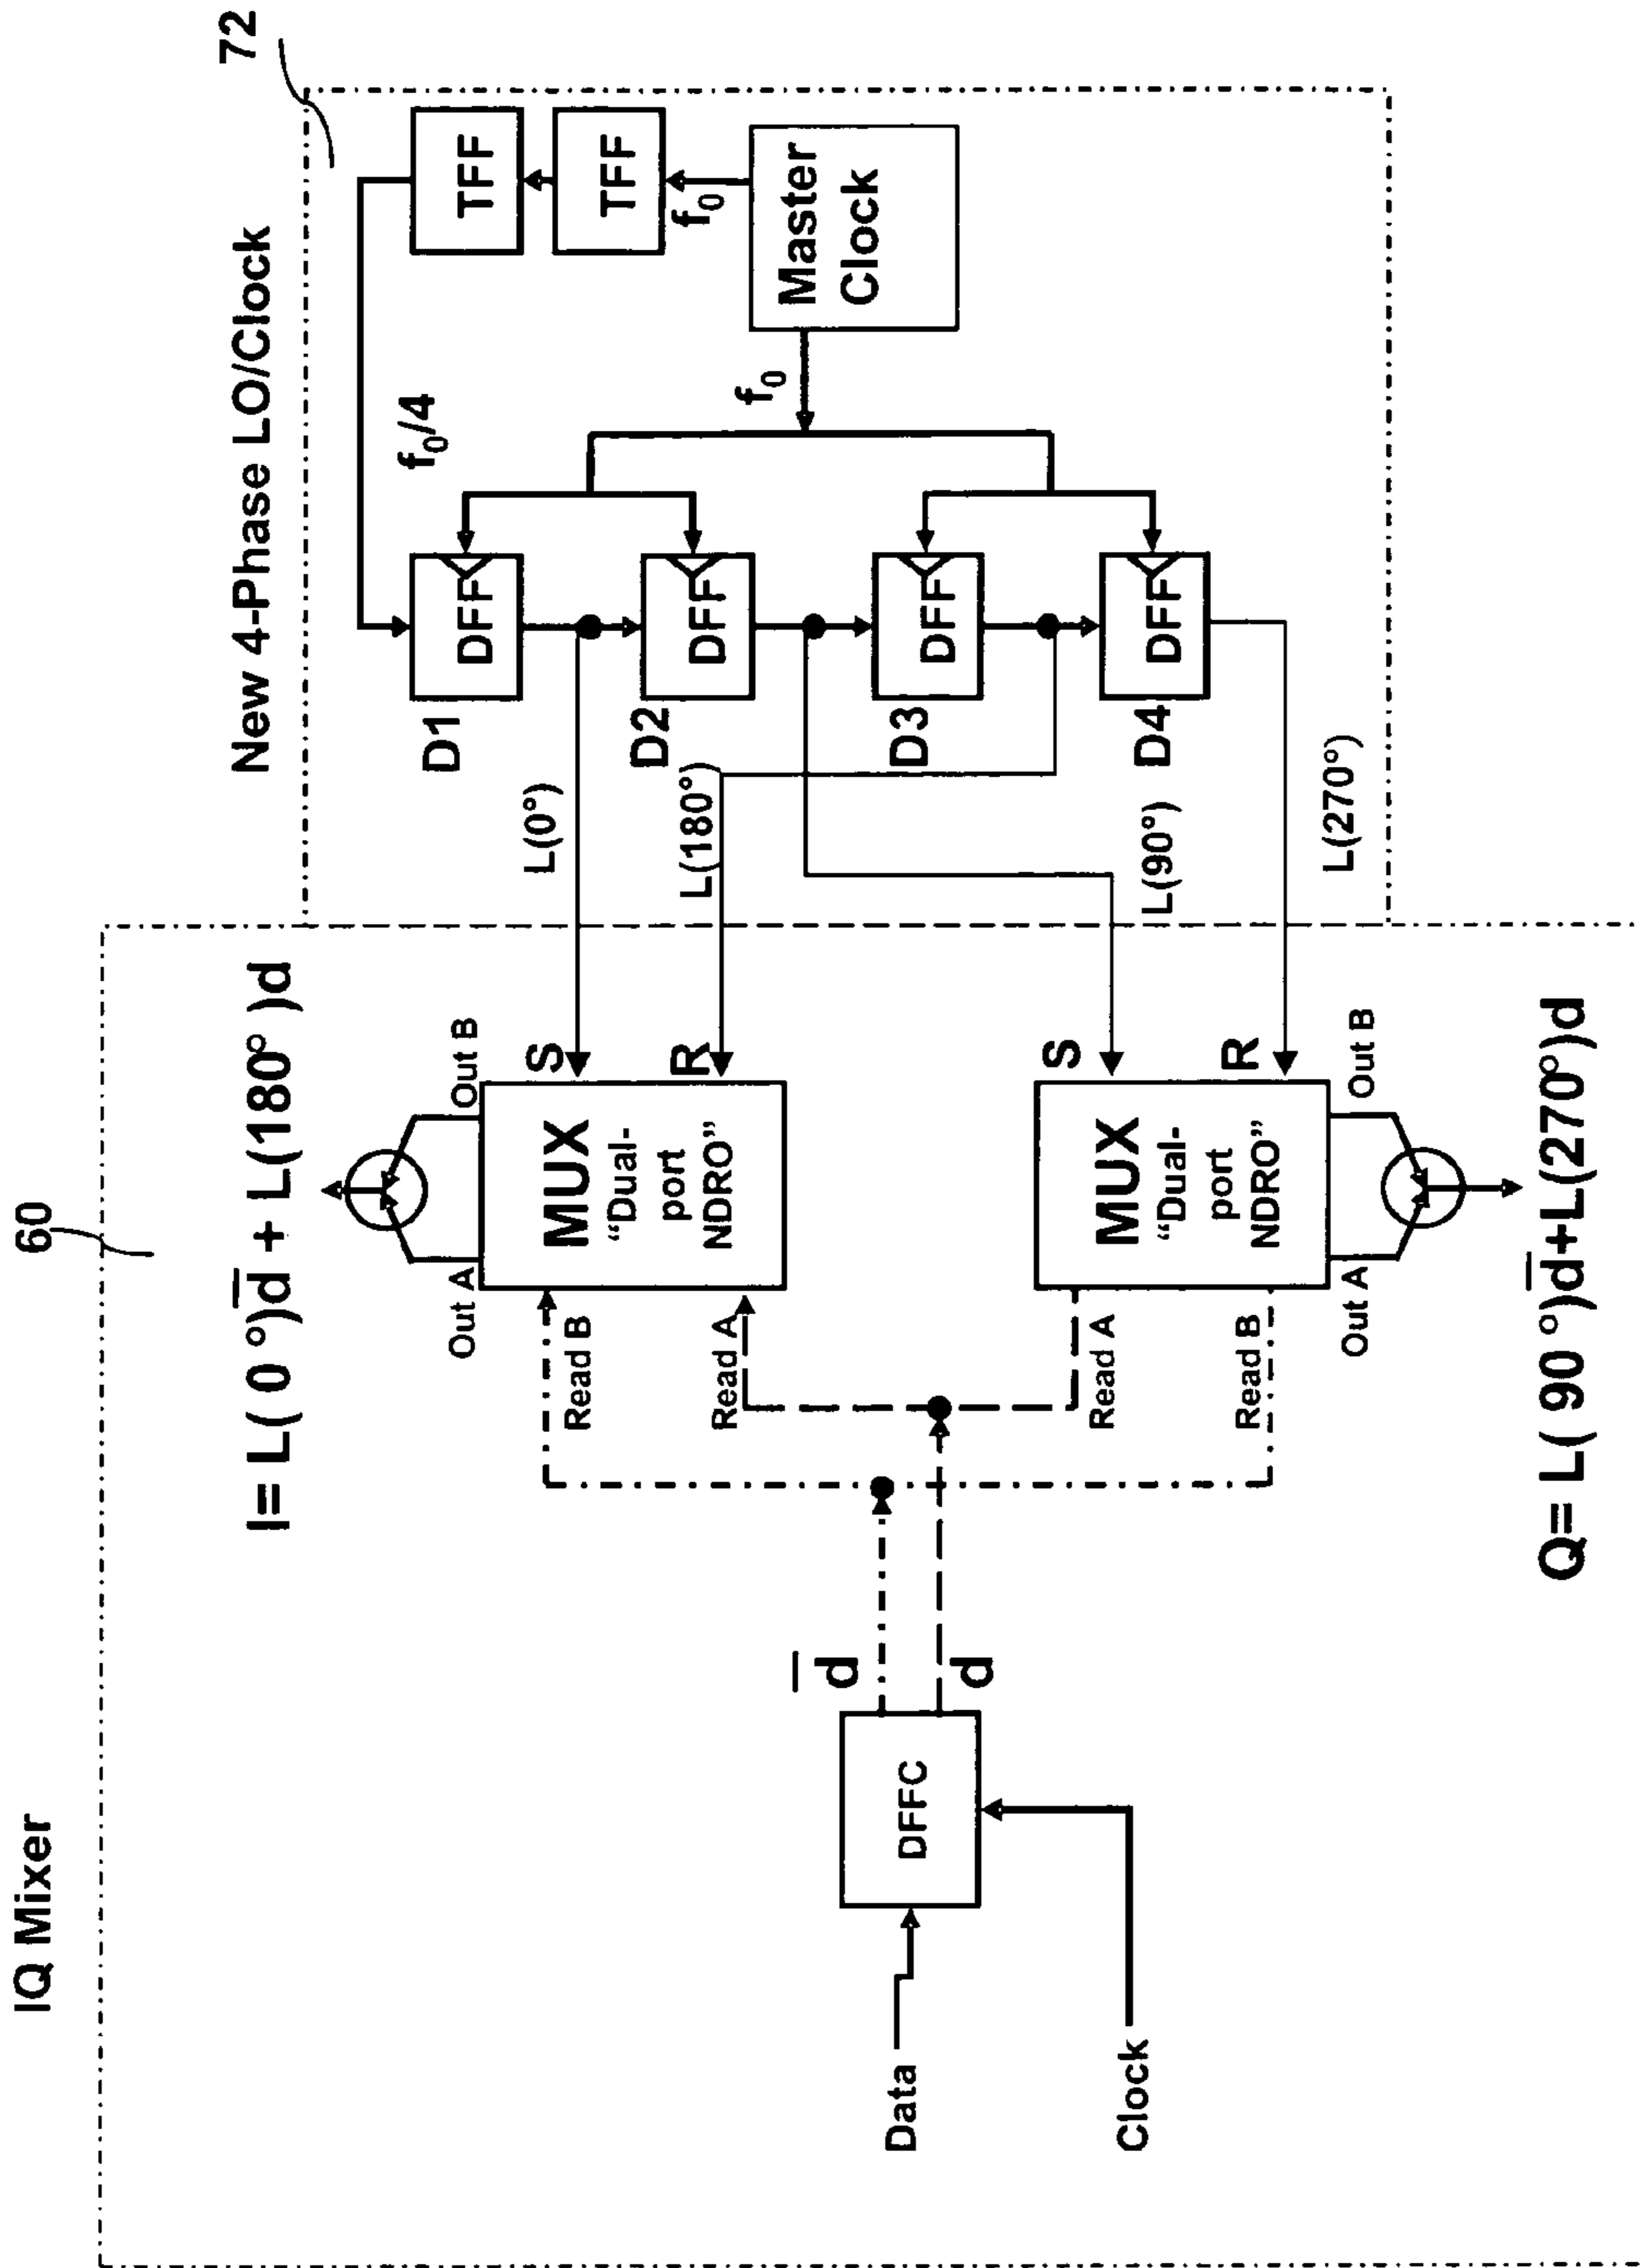 IQ Mixer
60
New 4-Phase LO/Clock
72
I= L( 0 °)d̅ + L(180° )d
Out A
Out B
MUX
“Dual-
port
NDRO”
S
R
Read B
Read A
L(0°)
L(180°)
L(90°)
L(270°)
D1
DFF
D2
DFF
D3
DFF
D4
DFF
f₀/4
f₀
TFF
TFF
f₀
Master
Clock
Data
Clock
DFFC
d̅
d
Read A
Read B
MUX
“Dual-
port
NDRO”
S
R
Out A
Out B
Q= L( 90 °)d̅+L(270°)d